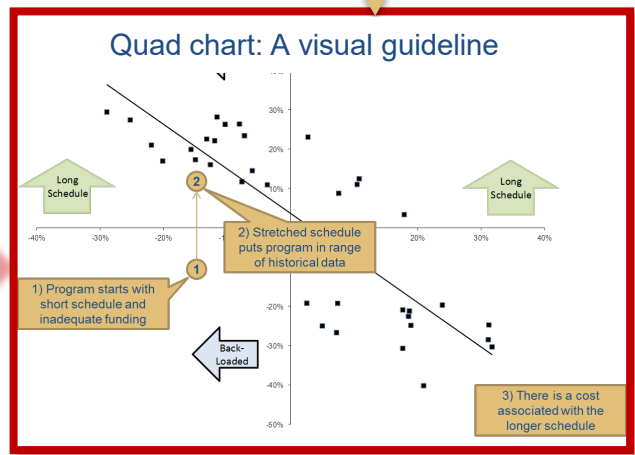 Quad chart: A visual guideline
30%
20%
10%
Long
Schedule
2
Long
Schedule
2) Stretched schedule
puts program in range
of historical data
-40%
-30%
-20%
20%
30%
40%
1
1) Program starts with
short schedule and
inadequate funding
-20%
-30%
-40%
-50%
Back-
Loaded
3) There is a cost
associated with the
longer schedule